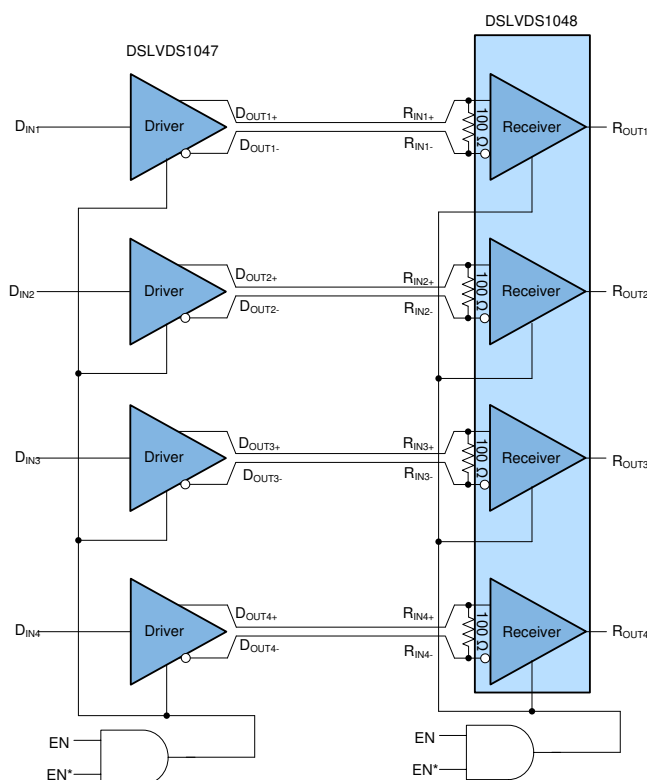 DSLVDS1047
DSLVDS1048
DIN1
Driver
DOUT1+
DOUT1-
RIN1+
RIN1-
100 Ω
Receiver
ROUT1
DIN2
Driver
DOUT2+
DOUT2-
RIN2+
RIN2-
100 Ω
Receiver
ROUT2
DIN3
Driver
DOUT3+
DOUT3-
RIN3+
RIN3-
100 Ω
Receiver
ROUT3
DIN4
Driver
DOUT4+
DOUT4-
RIN4+
RIN4-
100 Ω
Receiver
ROUT4
EN
EN*
EN
EN*